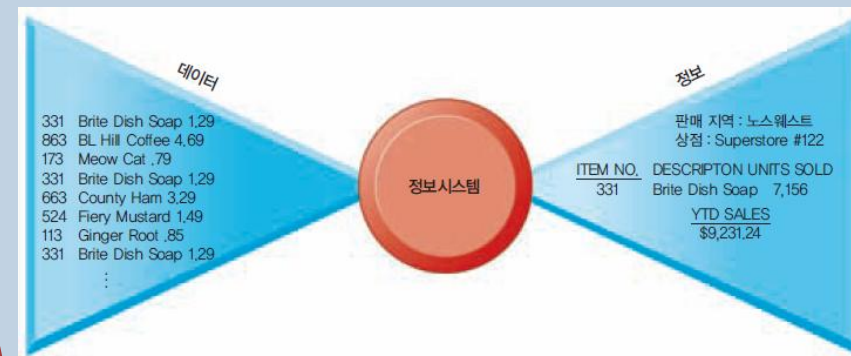 데이터
331 Brite Dish Soap 1,29
863 BL Hill Coffee 4,69
173 Meow Cat ,79
331 Brite Dish Soap 1,29
663 County Ham 3,29
524 Fiery Mustard 1,49
113 Ginger Root ,85
331 Brite Dish Soap 1,29
⋮
정보시스템
정보
판매 지역 : 노스웨스트
상점 : Superstore #122
ITEM NO. DESCRIPTON UNITS SOLD
331 Brite Dish Soap 7,156
YTD SALES
$9,231,24